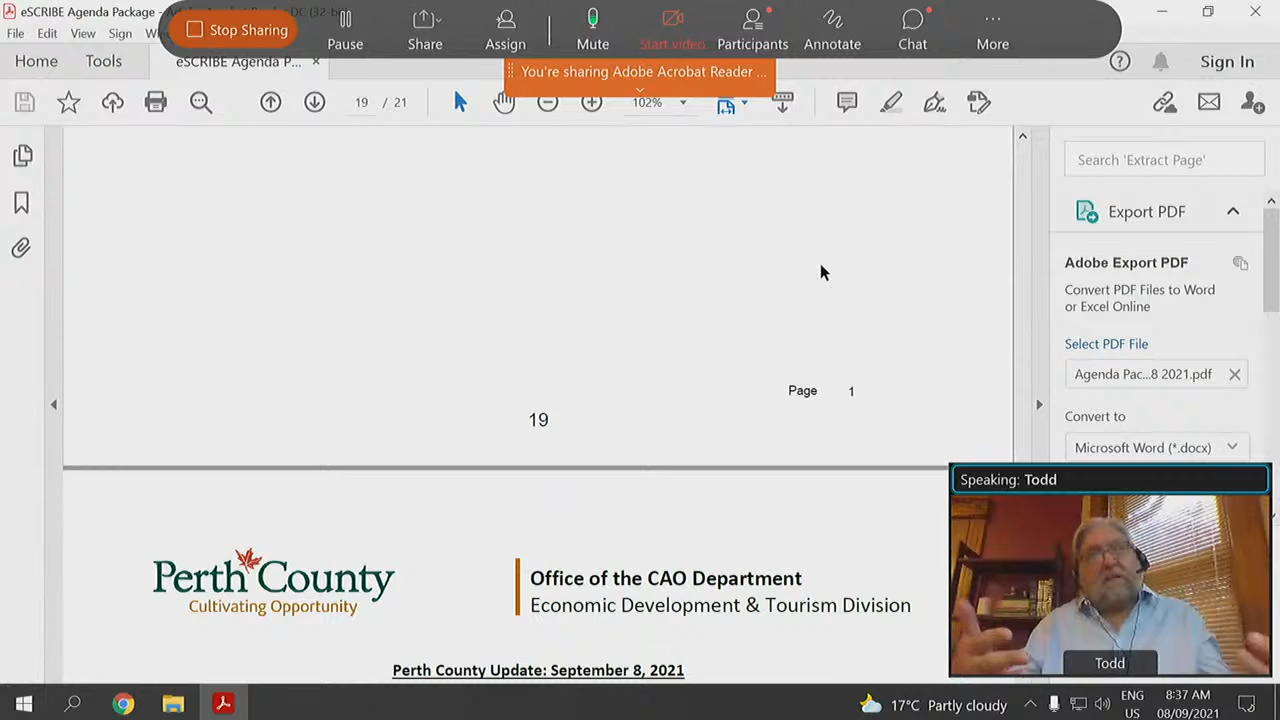 eSCRIBE Agenda Package - A
Stop Sharing
Pause
Share
Assign
Mute
Start video
Participants
Annotate
Chat
More
File Edit View Sign
You're sharing Adobe Acrobat Reader ...
Home Tools
eSCRIBE Agenda P... ×
Sign In
19 / 21
102%
Search 'Extract Page'
Export PDF
Adobe Export PDF
Convert PDF Files to Word
or Excel Online
Select PDF File
Agenda Pac...8 2021.pdf
Convert to
Microsoft Word (*.docx)
Page 1
19
Speaking: Todd
Todd
Perth County
Cultivating Opportunity
Office of the CAO Department
Economic Development & Tourism Division
Perth County Update: September 8, 2021
17°C Partly cloudy
ENG
US
8:37 AM
08/09/2021